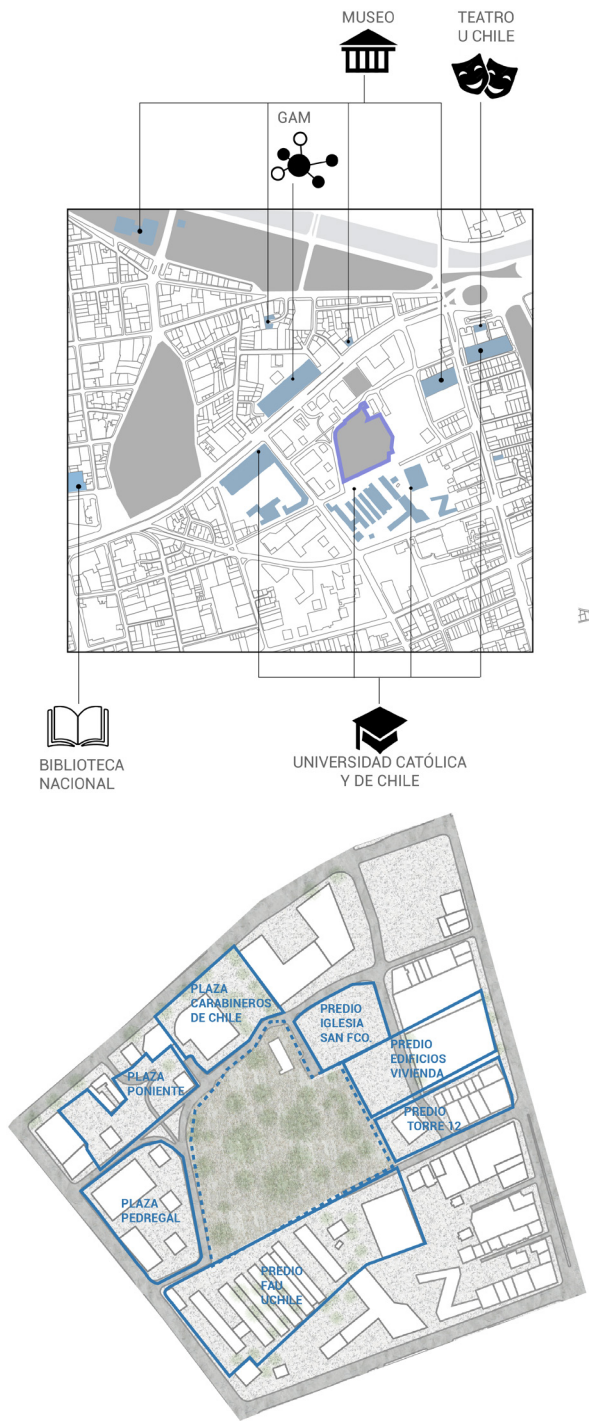 MUSEO
TEATRO
U CHILE
GAM
BIBLIOTECA
NACIONAL
UNIVERSIDAD CATÓLICA
Y DE CHILE
PLAZA
CARABINEROS
DE CHILE
PREDIO
IGLESIA
SAN FCO.
PREDIO
EDIFICIOS
VIVIENDA
PLAZA
PONIENTE
PREDIO
TORRE 12
PLAZA
PEDREGAL
PREDIO
FAU
UCHILE